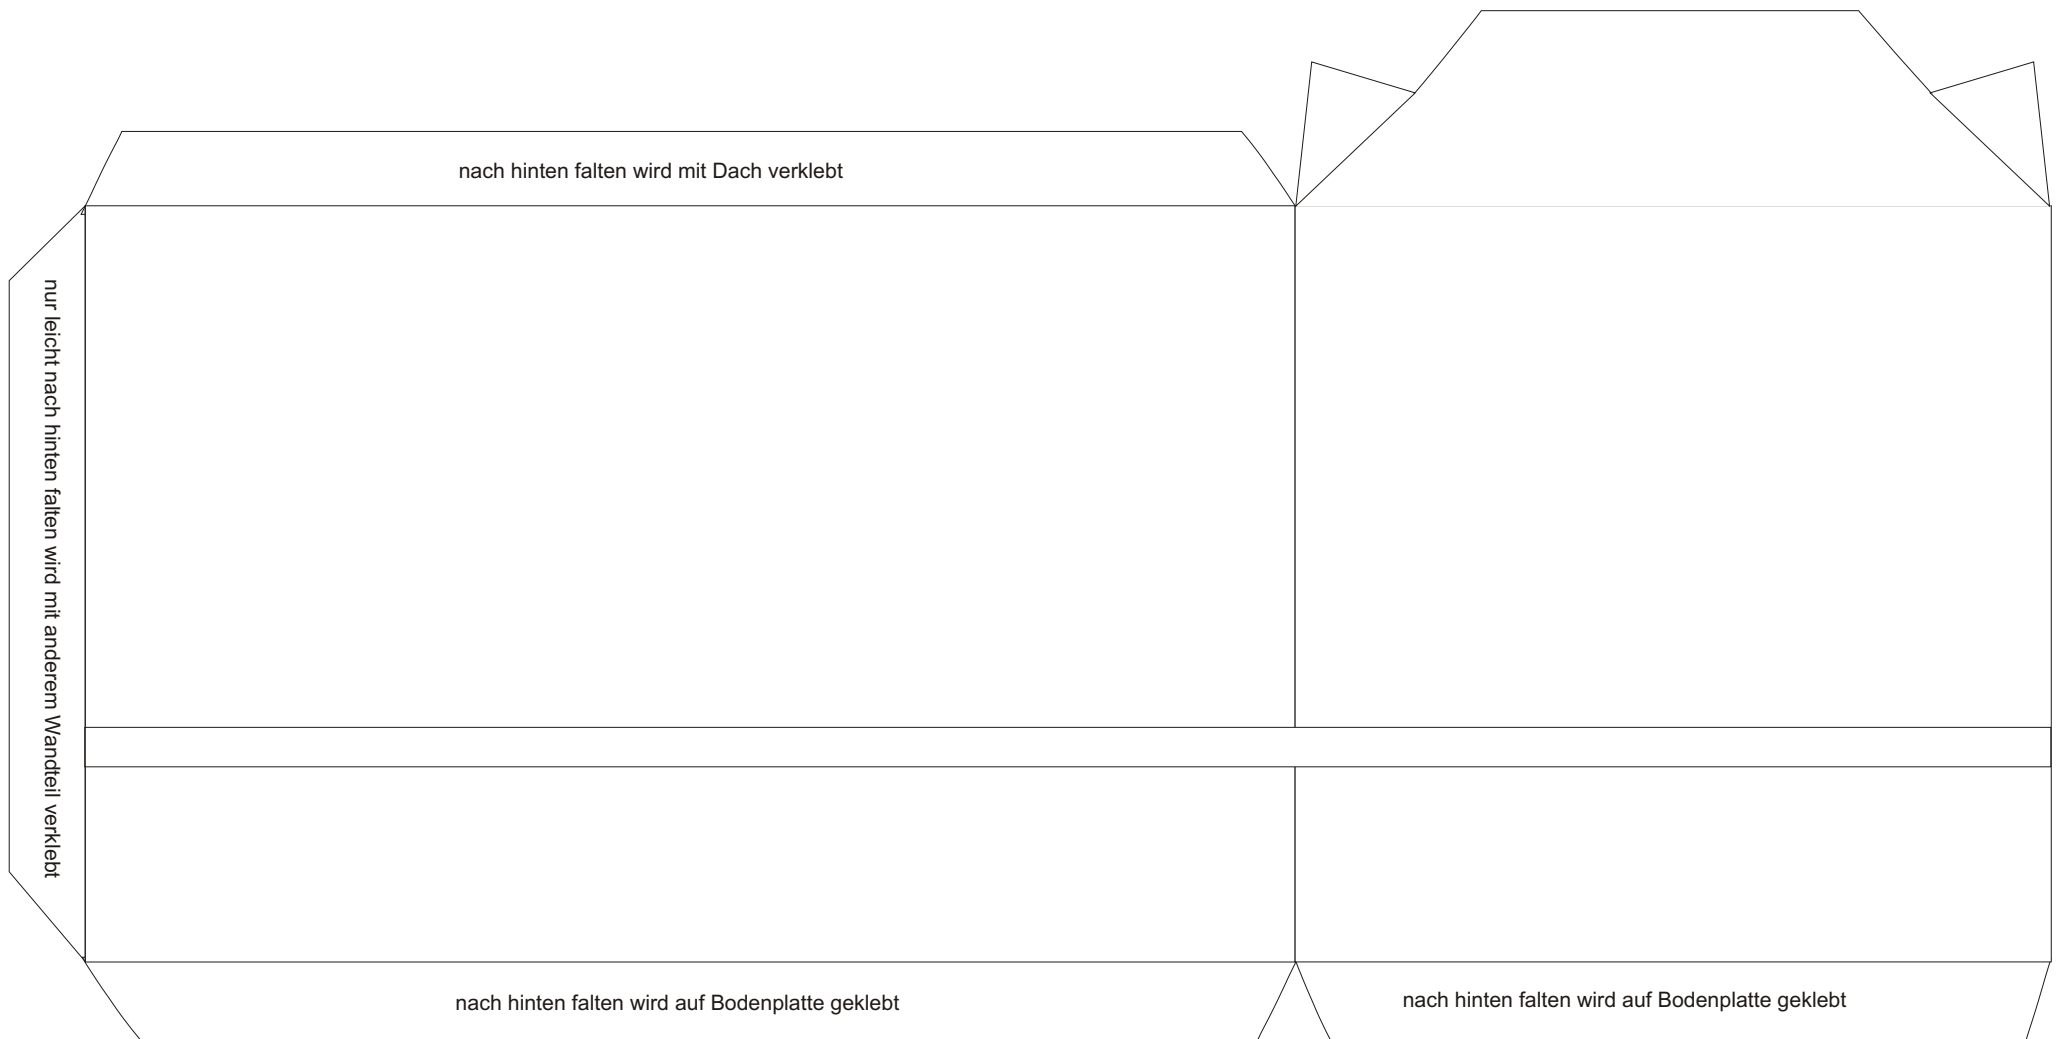 nach hinten falten wird mit Dach verklebt
nur leicht nach hinten falten wird mit anderem Wandteil verklebt
nach hinten falten wird auf Bodenplatte geklebt
nach hinten falten wird auf Bodenplatte geklebt